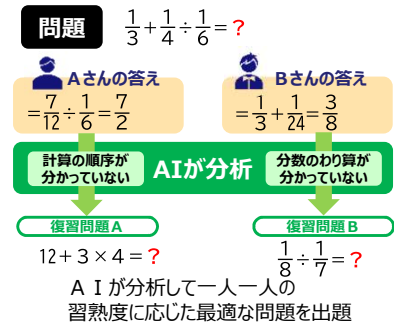 問題 1/3+1/4÷1/6=?
Aさんの答え
=7/12÷1/6=7/2
Bさんの答え
=1/3+1/24=3/8
計算の順序が
分かっていない
AIが分析
分数のわり算が
分かっていない
復習問題A
12+3×4=?
復習問題B
1/8÷1/7=?
AIが分析して一人一人の
習熟度に応じた最適な問題を出題